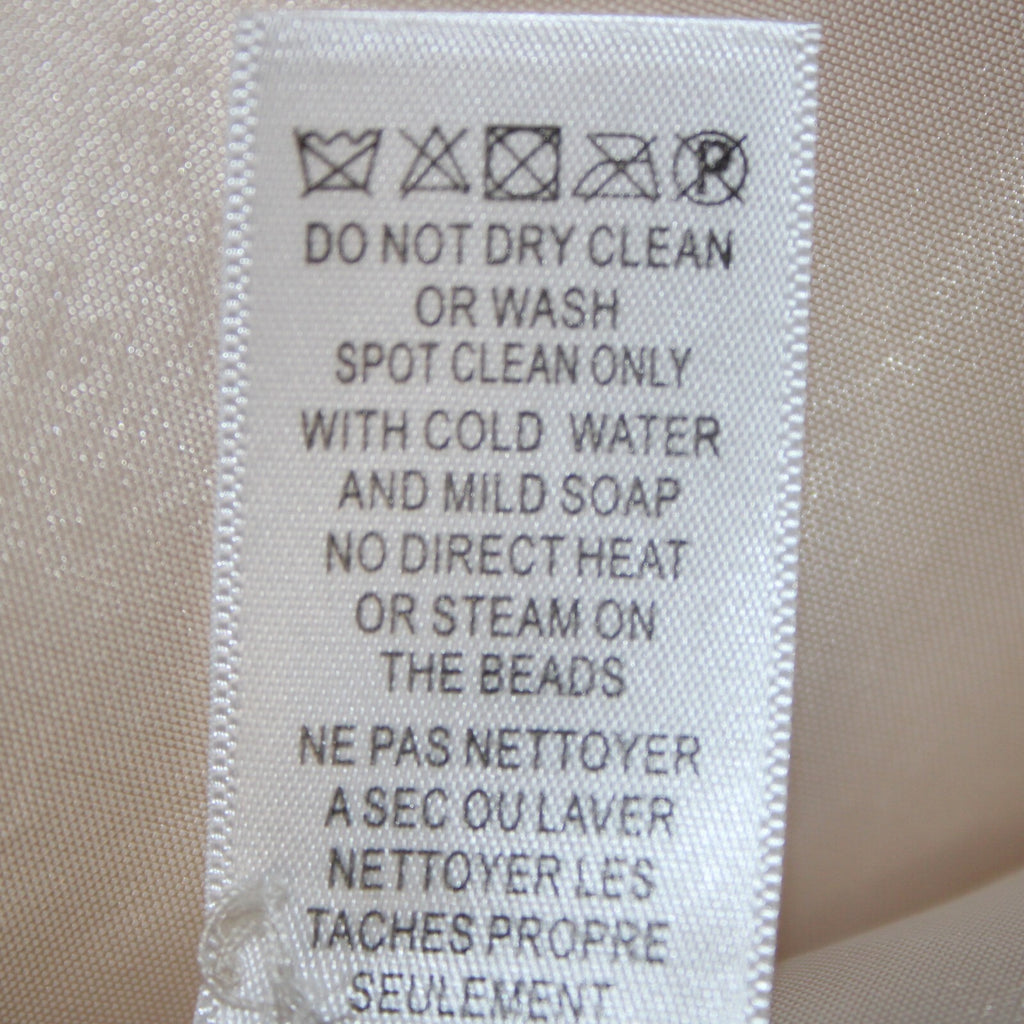 P
DO NOT DRY CLEAN
OR WASH
SPOT CLEAN ONLY
WITH COLD WATER
AND MILD SOAP
NO DIRECT HEAT
OR STEAM ON
THE BEADS
NE PAS NETTOYER
A SEC OU LAVER
NETTOYER LES
TACHES PROPRE
SEULEMENT